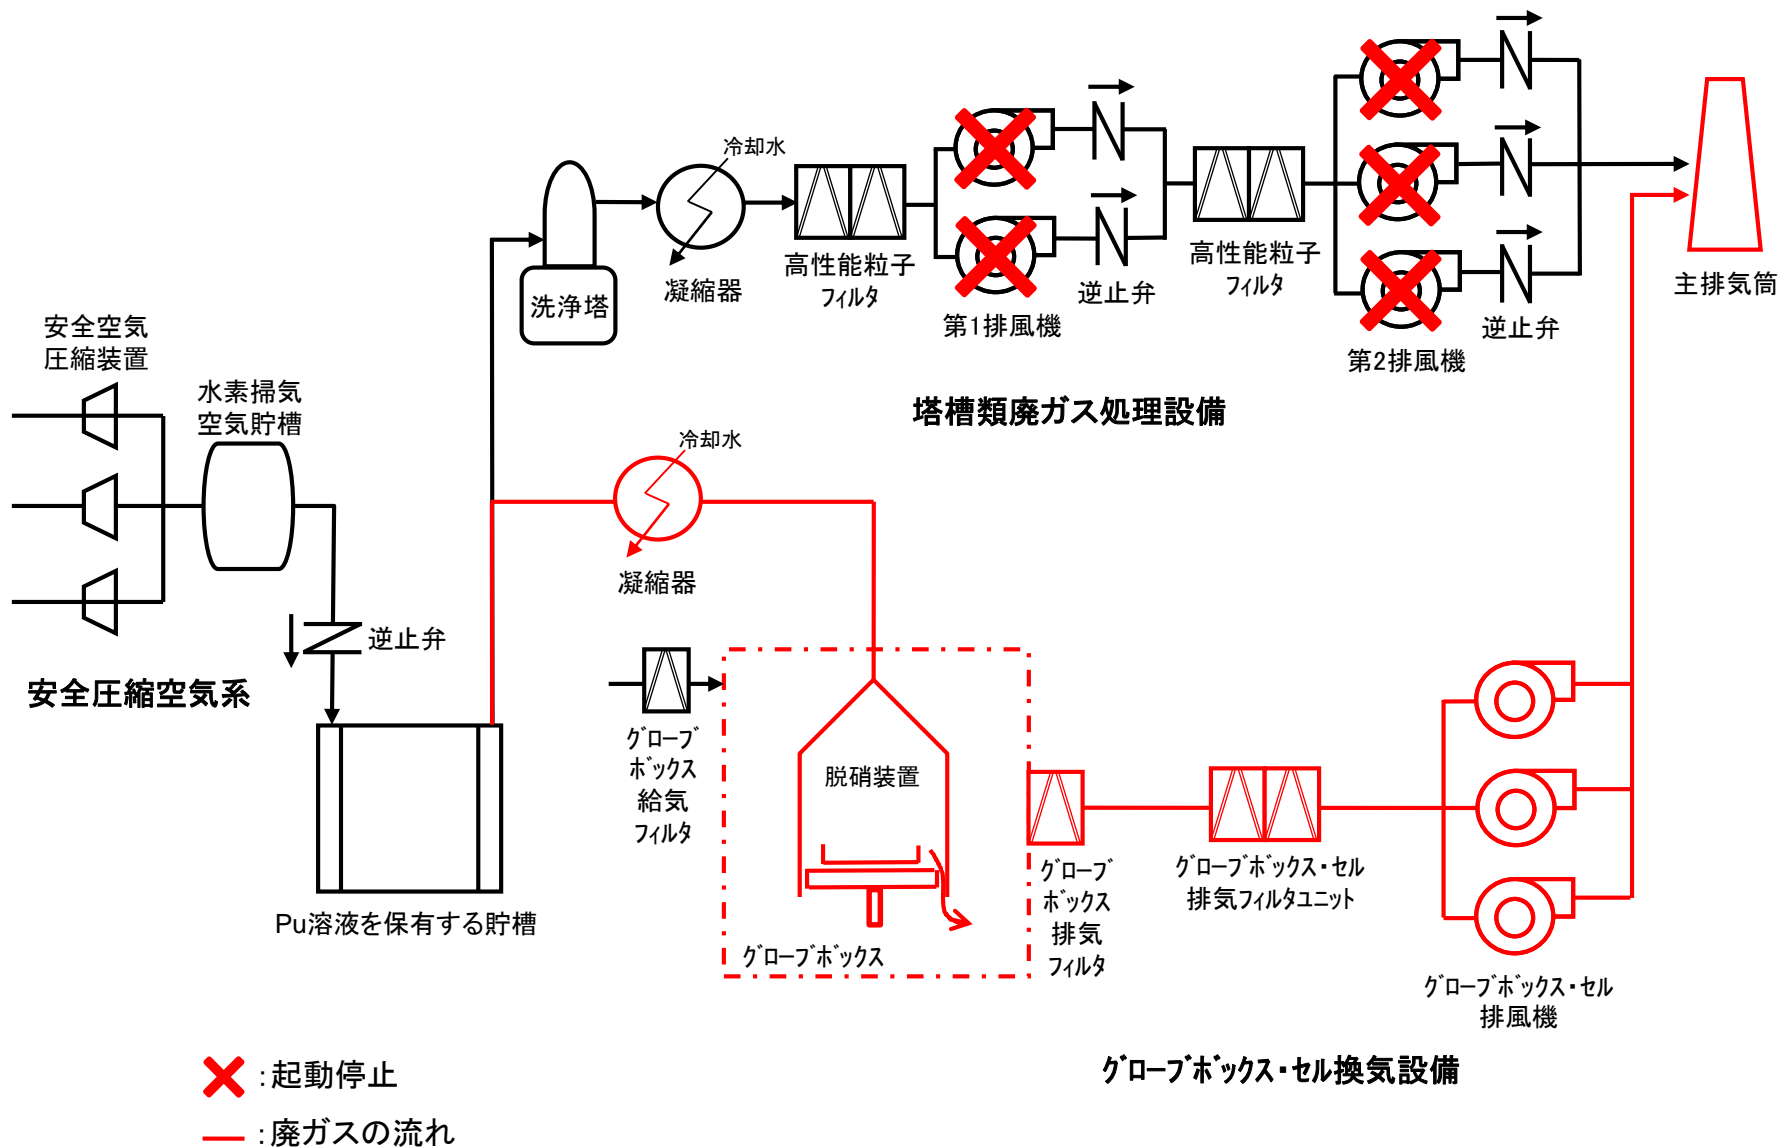 冷却水
洗浄塔
凝縮器
高性能粒子
フィルタ
第1排風機
逆止弁
高性能粒子
フィルタ
第2排風機
逆止弁
主排気筒
塔槽類廃ガス処理設備
安全空気
圧縮装置
水素掃気
空気貯槽
逆止弁
安全圧縮空気系
Pu溶液を保有する貯槽
冷却水
凝縮器
グローブ
ボックス
給気
フィルタ
脱硝装置
グローブボックス
グローブ
ボックス
排気
フィルタ
グローブボックス・セル
排気フィルタユニット
グローブボックス・セル
排風機
グローブボックス・セル換気設備
:起動停止
:廃ガスの流れ